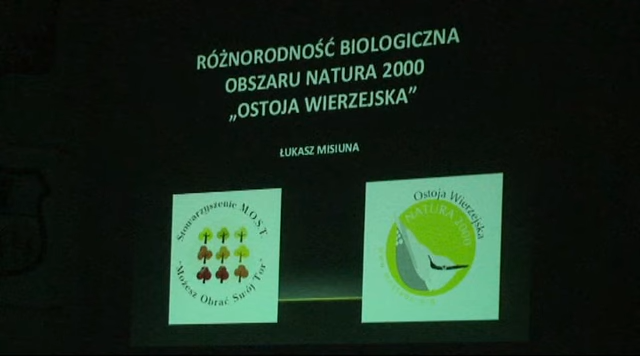 RÓŻNORODNOŚĆ BIOLOGICZNA
OBSZARU NATURA 2000
„OSTOJA WIERZEJSKA”
ŁUKASZ MISIUNA
Stowarzyszenie M.O.S.T
"Możesz Obrać Swój Tor"
Ostoja Wierzejska
NATURA 2000